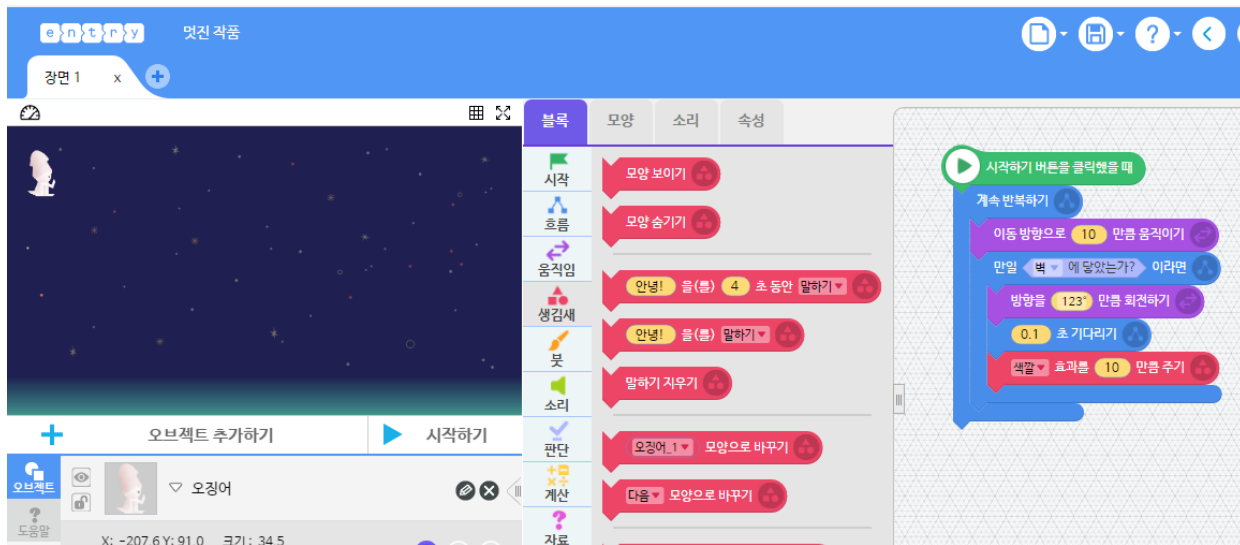 entry 멋진 작품
장면 1 x
블록 모양 소리 속성
시작
흐름
움직임
생김새
붓
소리
판단
계산
자료
모양 보이기
모양 숨기기
안녕! 을(를) 4 초 동안 말하기
안녕! 을(를) 말하기
말하기 지우기
오징어_1 모양으로 바꾸기
다음 모양으로 바꾸기
시작하기 버튼을 클릭했을 때
계속 반복하기
이동 방향으로 10 만큼 움직이기
만일 벽 에 닿았는가? 이라면
방향을 123° 만큼 회전하기
0.1 초 기다리기
색깔 효과를 10 만큼 주기
오브젝트 추가하기 시작하기
오브젝트
도움말
오징어
X: -207.6 Y: 91.0 크기: 34.5